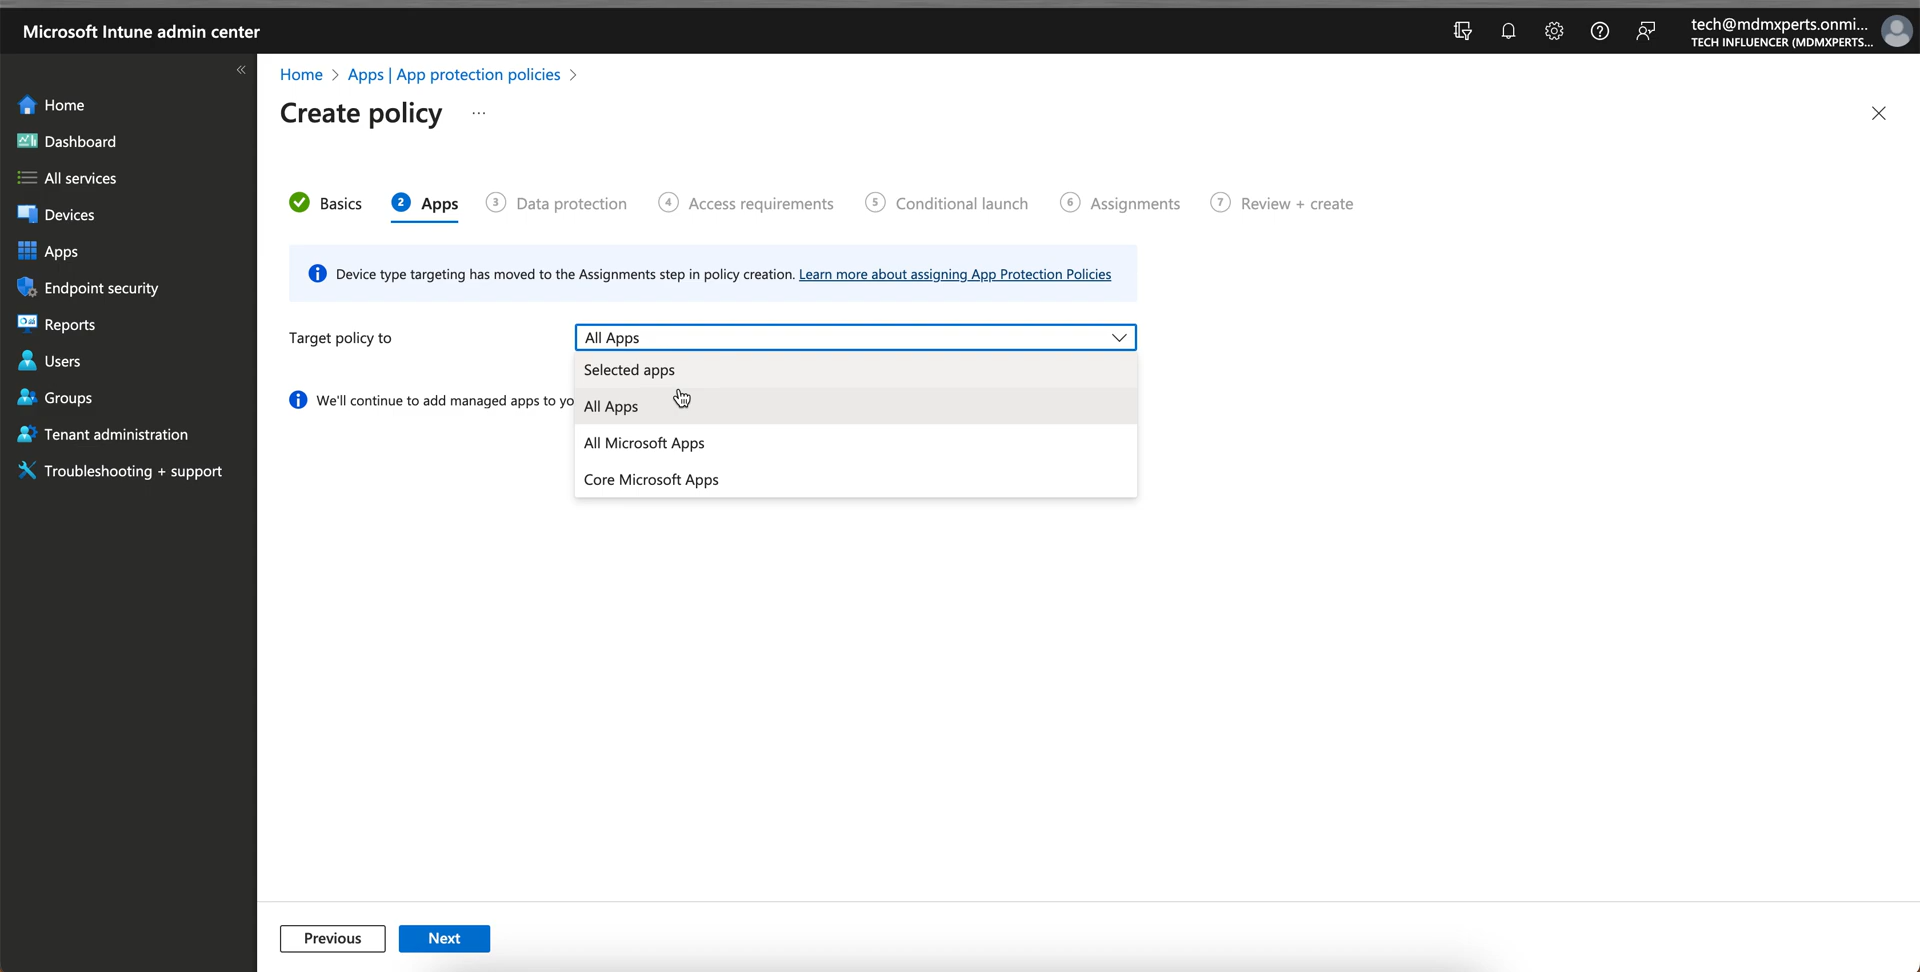 Microsoft Intune admin center
tech@mdmxperts.onmi...
TECH INFLUENCER (MDMXPERTS...
Home
Dashboard
All services
Devices
Apps
Endpoint security
Reports
Users
Groups
Tenant administration
Troubleshooting + support
Home > Apps | App protection policies >
Create policy ...
Basics
2 Apps
3 Data protection
4 Access requirements
5 Conditional launch
6 Assignments
7 Review + create
Device type targeting has moved to the Assignments step in policy creation. Learn more about assigning App Protection Policies
Target policy to
All Apps
Selected apps
All Apps
All Microsoft Apps
Core Microsoft Apps
We'll continue to add managed apps to yo
Previous
Next